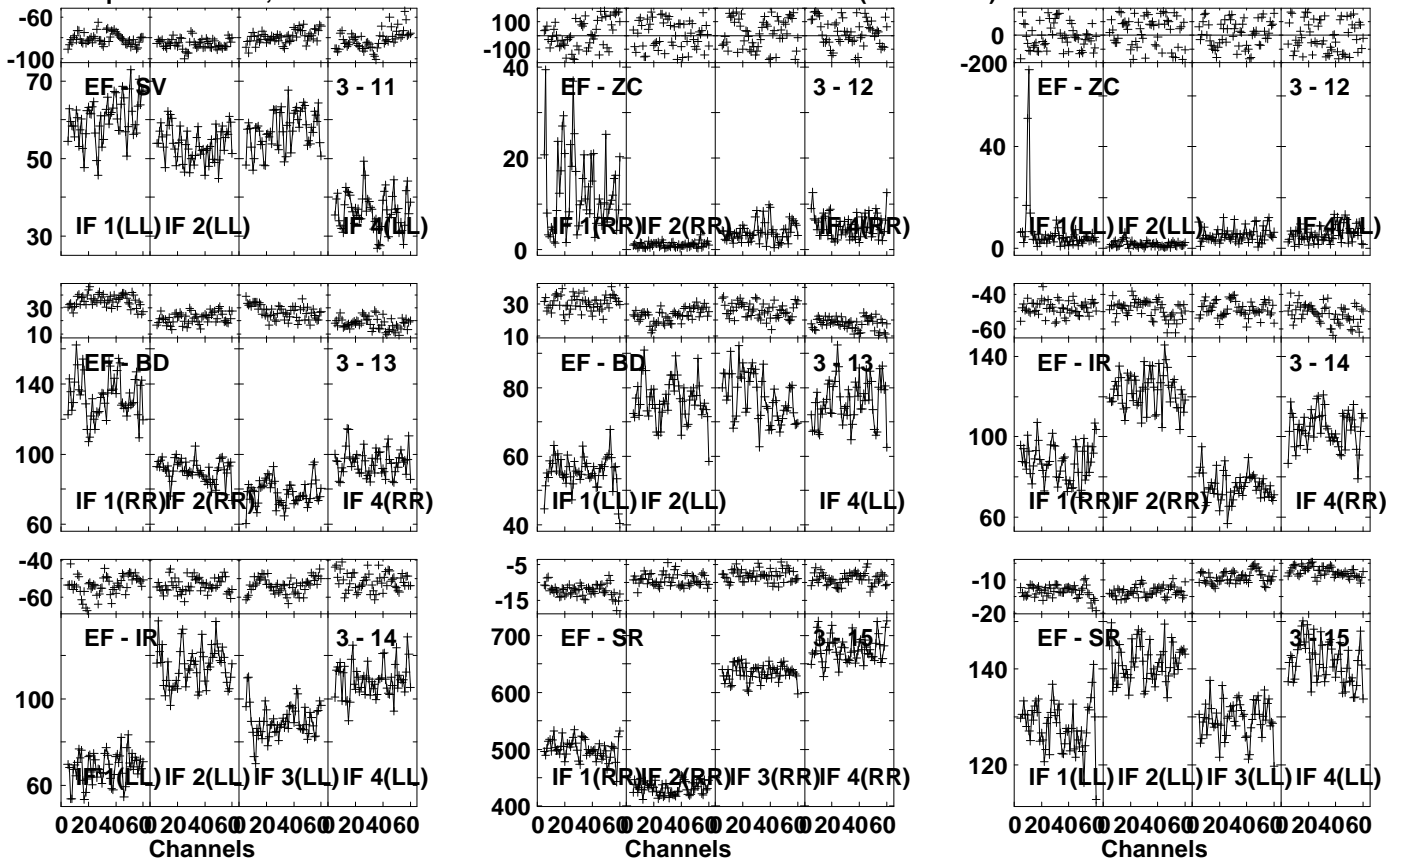 -60
-100
70
50
30
EF - SV
3 - 11
IF 1(LL)
IF 2(LL)
IF 4(LL)
100
-100
40
20
0
EF - ZC
3 - 12
IF 1(RR)
IF 2(RR)
IF 4(RR)
0
-200
40
0
EF - ZC
3 - 12
IF 1(LL)
IF 2(LL)
IF 4(LL)
30
10
140
100
60
EF - BD
3 - 13
IF 1(RR)
IF 2(RR)
IF 4(RR)
30
10
80
60
40
EF - BD
3 - 13
IF 1(LL)
IF 2(LL)
IF 4(LL)
-40
-60
140
100
60
EF - IR
3 - 14
IF 1(RR)
IF 2(RR)
IF 4(RR)
-40
-60
100
60
EF - IR
3 - 14
IF 1(LL)
IF 2(LL)
IF 3(LL)
IF 4(LL)
0 20 40 60 0 20 40 60 0 20 40 60 0 20 40 60
Channels
-5
-15
700
600
500
400
EF - SR
3 - 15
IF 1(RR)
IF 2(RR)
IF 3(RR)
IF 4(RR)
0 20 40 60 0 20 40 60 0 20 40 60 0 20 40 60
Channels
-10
-20
140
120
EF - SR
3 - 15
IF 1(LL)
IF 2(LL)
IF 3(LL)
IF 4(LL)
0 20 40 60 0 20 40 60 0 20 40 60 0 20 40 60
Channels